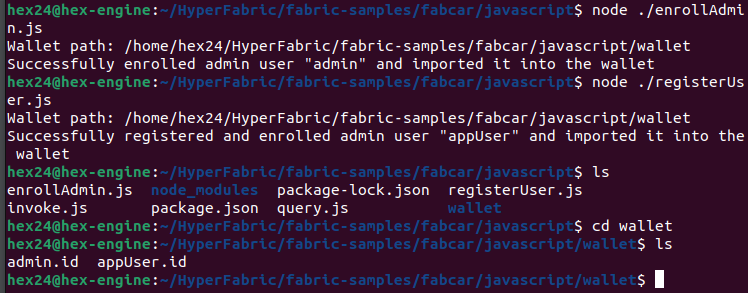 hex24@hex-engine:~/HyperFabric/fabric-samples/fabcar/javascript$ node ./enrollAdmi
n.js
Wallet path: /home/hex24/HyperFabric/fabric-samples/fabcar/javascript/wallet
Successfully enrolled admin user "admin" and imported it into the wallet
hex24@hex-engine:~/HyperFabric/fabric-samples/fabcar/javascript$ node ./registerUs
er.js
Wallet path: /home/hex24/HyperFabric/fabric-samples/fabcar/javascript/wallet
Successfully registered and enrolled admin user "appUser" and imported it into the
 wallet
hex24@hex-engine:~/HyperFabric/fabric-samples/fabcar/javascript$ ls
enrollAdmin.js  node_modules  package-lock.json  registerUser.js
invoke.js       package.json  query.js           wallet
hex24@hex-engine:~/HyperFabric/fabric-samples/fabcar/javascript$ cd wallet
hex24@hex-engine:~/HyperFabric/fabric-samples/fabcar/javascript/wallet$ ls
admin.id  appUser.id
hex24@hex-engine:~/HyperFabric/fabric-samples/fabcar/javascript/wallet$